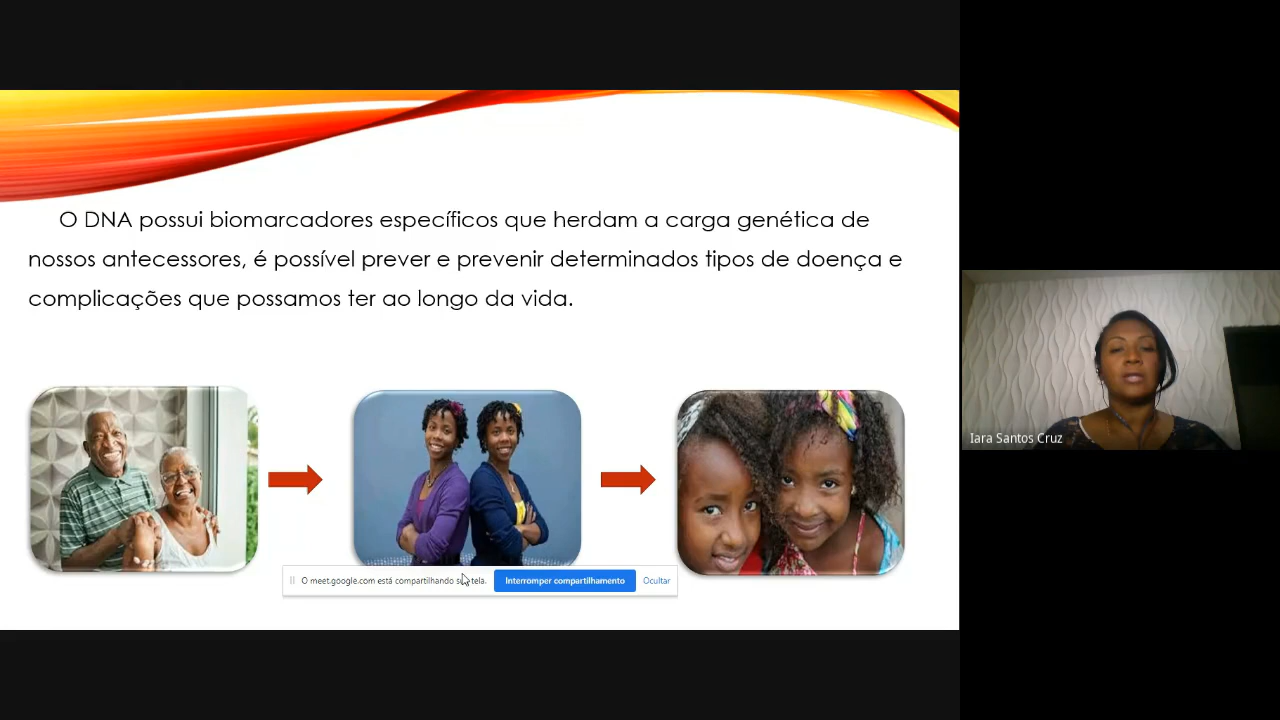 O DNA possui biomarcadores específicos que herdam a carga genética de
nossos antecessores, é possível prever e prevenir determinados tipos de doença e
complicações que possamos ter ao longo da vida.
Iara Santos Cruz
O meet.google.com está compartilhando sua tela.
Interromper compartilhamento
Ocultar